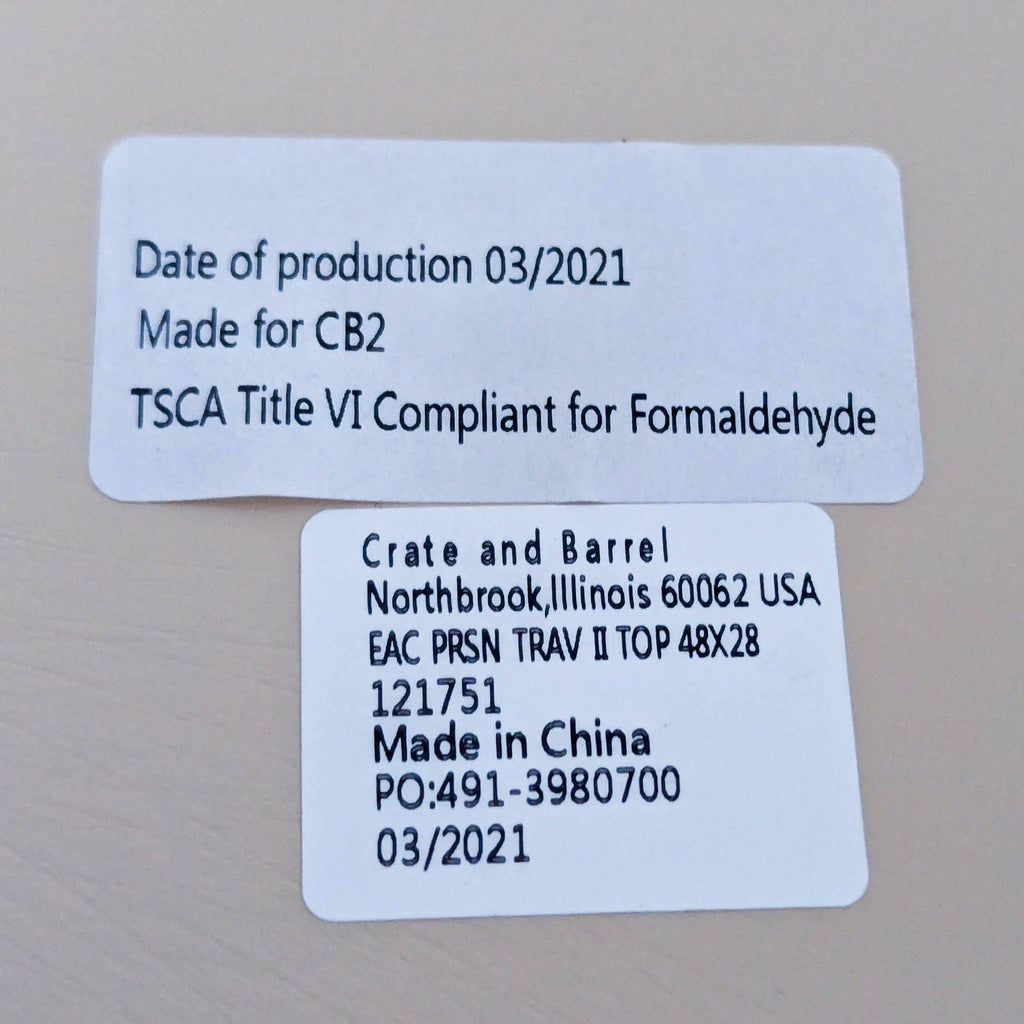 Date of production 03/2021
Made for CB2
TSCA Title VI Compliant for Formaldehyde
Crate and Barrel
Northbrook,Illinois 60062 USA
EAC PRSN TRAV II TOP 48X28
121751
Made in China
PO:491-3980700
03/2021